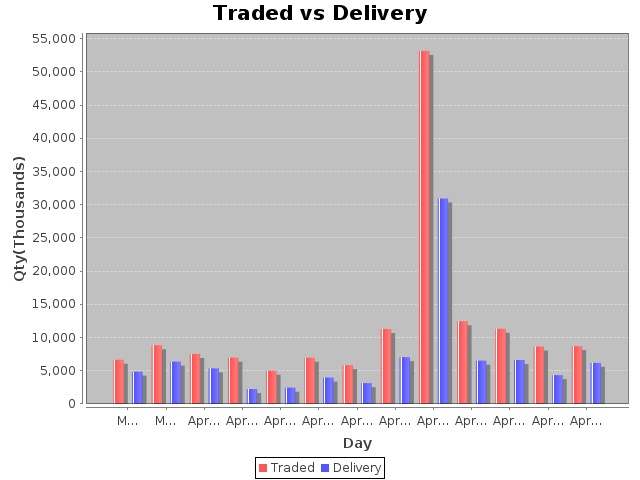 Traded vs Delivery
Qty(Thousands)
55,000
50,000
45,000
40,000
35,000
30,000
25,000
20,000
15,000
10,000
5,000
0
M... M... Apr... Apr... Apr... Apr... Apr... Apr... Apr... Apr... Apr... Apr... Apr...
Day
Traded Delivery